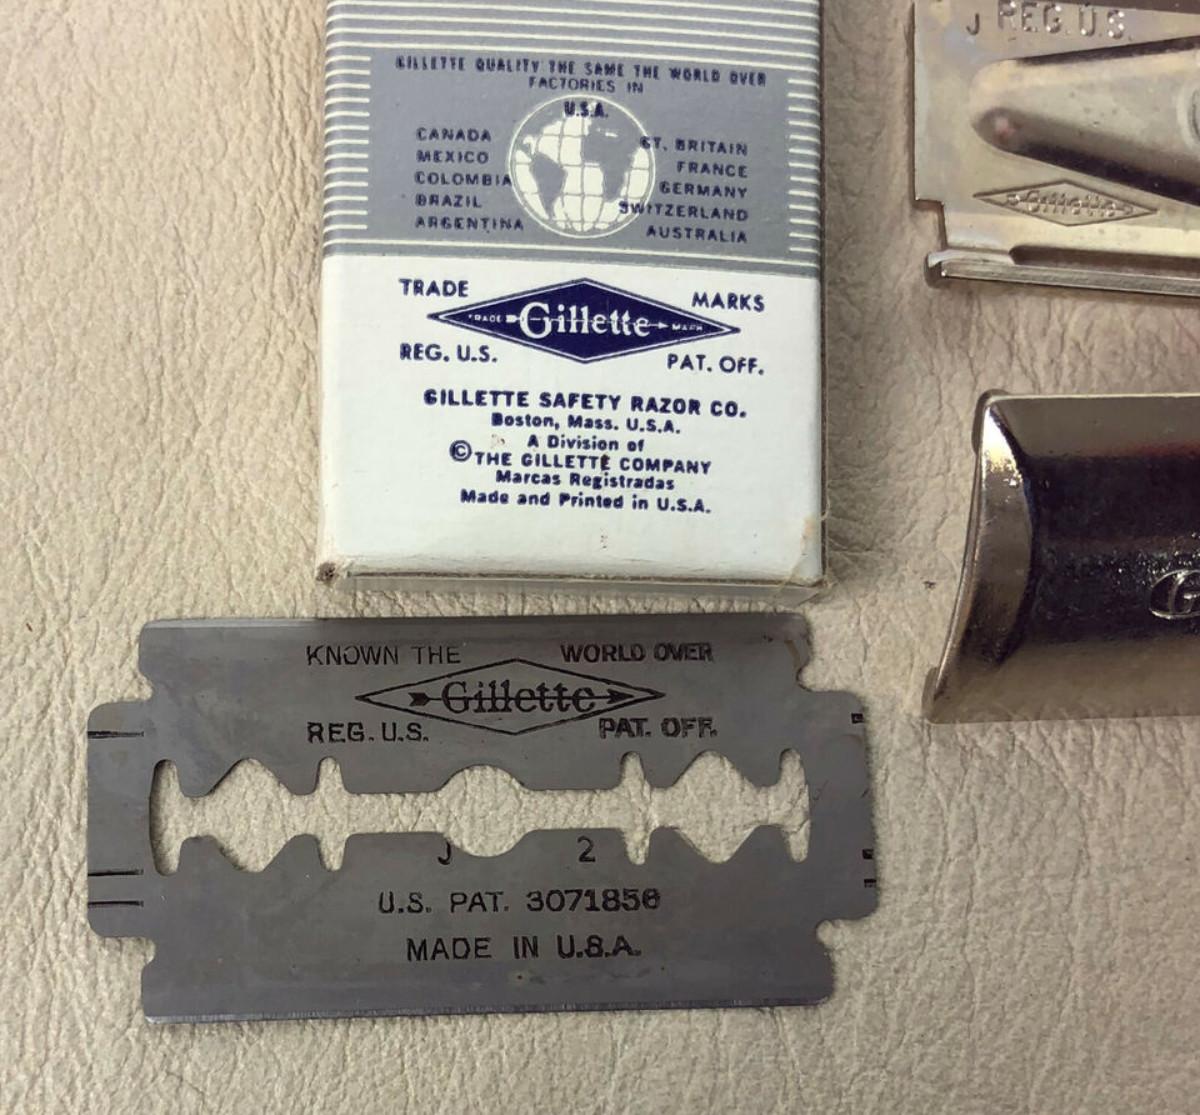 GILLETTE QUALITY THE SAME THE WORLD OVER
FACTORIES IN
U.S.A.
CANADA
MEXICO
COLOMBIA
BRAZIL
ARGENTINA
GT. BRITAIN
FRANCE
GERMANY
SWITZERLAND
AUSTRALIA
TRADE MARKS
TRADE Gillette MARK
REG. U.S. PAT. OFF.
GILLETTE SAFETY RAZOR CO.
Boston, Mass. U.S.A.
A Division of
© THE GILLETTE COMPANY
Marcas Registradas
Made and Printed in U.S.A.
J REG. U.S.
Gillette
G
KNOWN THE WORLD OVER
Gillette
REG. U.S. PAT. OFF.
J 2
U.S. PAT. 3071856
MADE IN U.S.A.